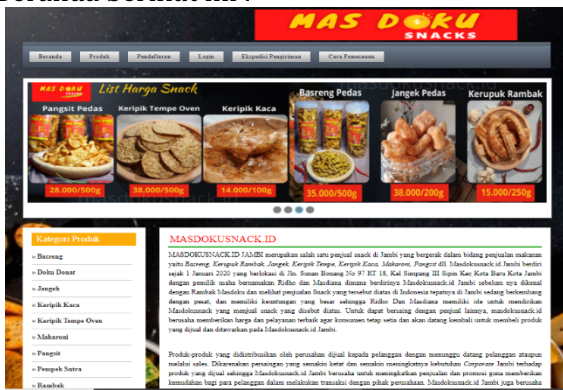 MAS DOKU
SNACKS
Beranda Produk Pendaftaran Login Ekspedisi Pengiriman Cara Pemesanan
MAS DOKU
SNACKS
List Harga Snack
Pangsit Pedas Keripik Tempe Oven Keripik Kaca Basreng Pedas Jangek Pedas Kerupuk Rambak
28.000/500g 38.000/500g 14.000/100g 35.000/500g 38.000/200g 15.000/250g
masdokusnack.id
Kategori Produk
» Basreng
» Doku Donat
» Jangek
» Keripik Kaca
» Keripik Tempe Oven
» Makaroni
» Pangsit
» Pempek Sutra
» Rambak
MASDOKUSNACK.ID
MASDOKUSNACK.ID JAMBI merupakan salah satu penjual snack di Jambi yang bergerak dalam bidang penjualan makanan
yaitu Basreng, Kerupuk Rambak, Jangek, Keripik Tempe, Keripik Kaca, Makaroni, Pangsit dll. Masdokusnack.id Jambi berdiri
sejak 1 Januari 2020 yang berlokasi di Jln. Sunan Bonang No 97 RT 18, Kel Simpang III Sipin Kec Kota Baru Kota Jambi
dengan pemilik usaha bernamakan Ridho dan Masdiana dimana berdirinya Masdokusnack.id Jambi sebelum nya dikenal
dengan Rambak Masdoku dan melihat penjualan Snack yang tersebut diatas di Indonesia tepatnya di Jambi sedang berkembang
dengan pesat, dan memiliki keuntungan yang besar sehingga Ridho Dan Masdiana memiliki ide untuk mendirikan
Masdokusnack yang menjual snack yang disebut diatas. Untuk dapat bersaing dengan penjual lainnya, masdokusnack.id
berusaha memberikan harga dan pelayanan terbaik agar konsumen tetap setia dan akan datang kembali untuk membeli produk
yang dijual dan ditawarkan pada Masdokusnack.id Jambi.
Produk-produk yang didistribusikan oleh perusahan dijual kepada pelanggan dengan menunggu datang pelanggan ataupun
melalui sales. Dikarenakan persaingan yang semakin ketat dan semakin meningkatnya kebutuhan Corporate Jambi terhadap
produk yang dijual sehingga Masdokusnack.id Jambi berusaha untuk meningkatkan penjualan dan promosi guna memberikan
kemudahan bagi para pelanggan dalam melakukan transaksi dengan pihak perusahaan. Masdokusnack.id Jambi juga berusaha